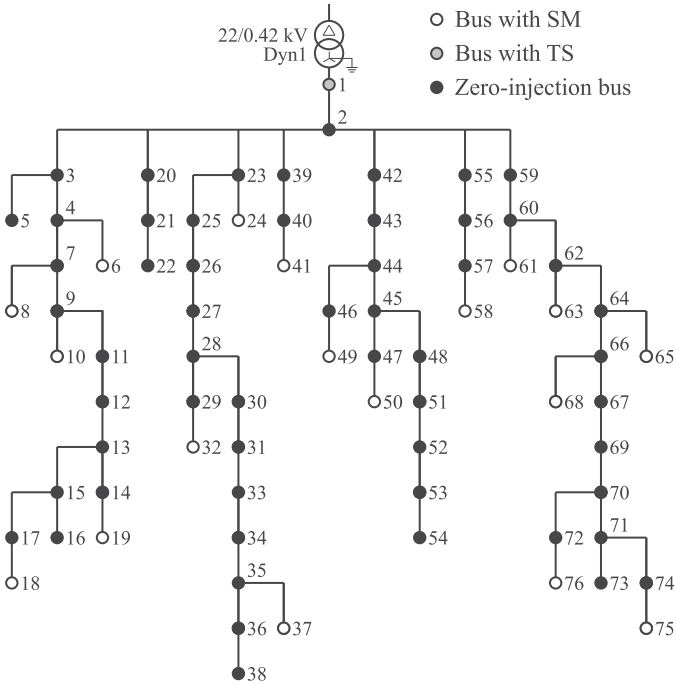 22/0.42 kV
Dyn1
Bus with SM
Bus with TS
Zero-injection bus
1
2
3 20 23 39 42 55 59
4 60
5 21 25 24 40 43 56
7 62
6 22 26 41 44 57 61
9 45 64
8 27 46 58 63
28 66
10 11 49 47 48 65
12 29 30 50 51 68 67
13 32 31 52 69
15 14 33 53 70
71
17 16 19 34 54 72
35
18 76 73 74
36 37 75
38